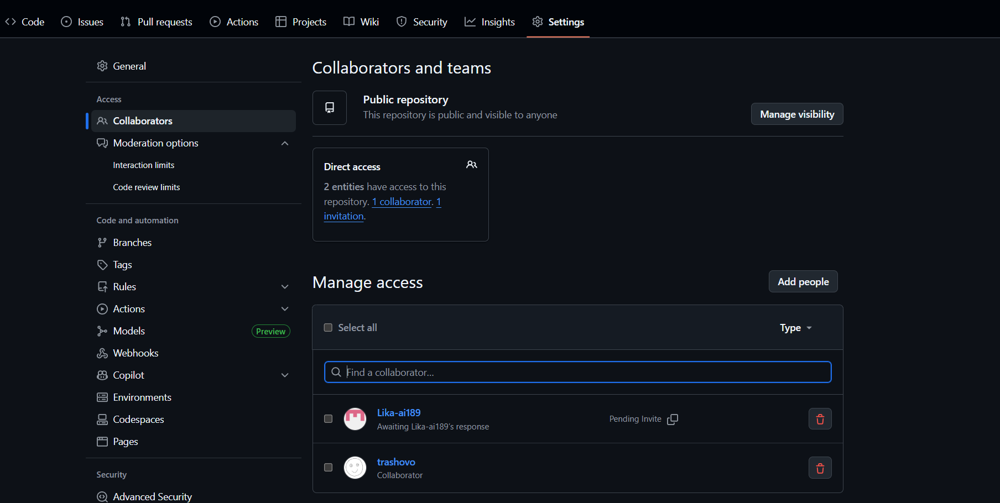 Code Issues Pull requests Actions Projects Wiki Security Insights Settings
General
Access
Collaborators
Moderation options
Interaction limits
Code review limits
Code and automation
Branches
Tags
Rules
Actions
Models Preview
Webhooks
Copilot
Environments
Codespaces
Pages
Security
Advanced Security
Collaborators and teams
Public repository
This repository is public and visible to anyone
Manage visibility
Direct access
2 entities have access to this
repository. 1 collaborator. 1
invitation.
Manage access
Add people
Select all
Type
Find a collaborator...
Lika-ai189
Awaiting Lika-ai189's response
Pending Invite
trashovo
Collaborator